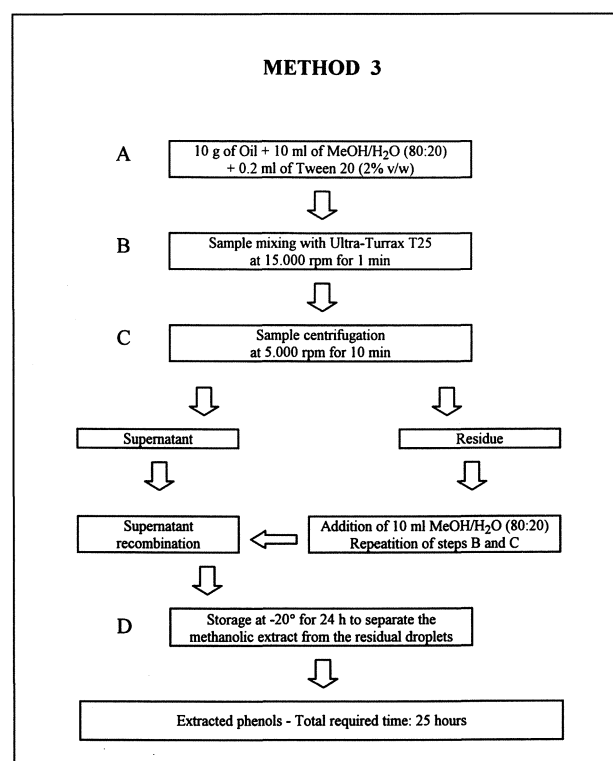 METHOD 3
A
10 g of Oil + 10 ml of MeOH/H₂O (80:20)
+ 0.2 ml of Tween 20 (2% v/w)
B
Sample mixing with Ultra-Turrax T25
at 15.000 rpm for 1 min
C
Sample centrifugation
at 5.000 rpm for 10 min
Supernatant
Residue
Supernatant
recombination
Addition of 10 ml MeOH/H₂O (80:20)
Repeatition of steps B and C
D
Storage at -20° for 24 h to separate the
methanolic extract from the residual droplets
Extracted phenols - Total required time: 25 hours